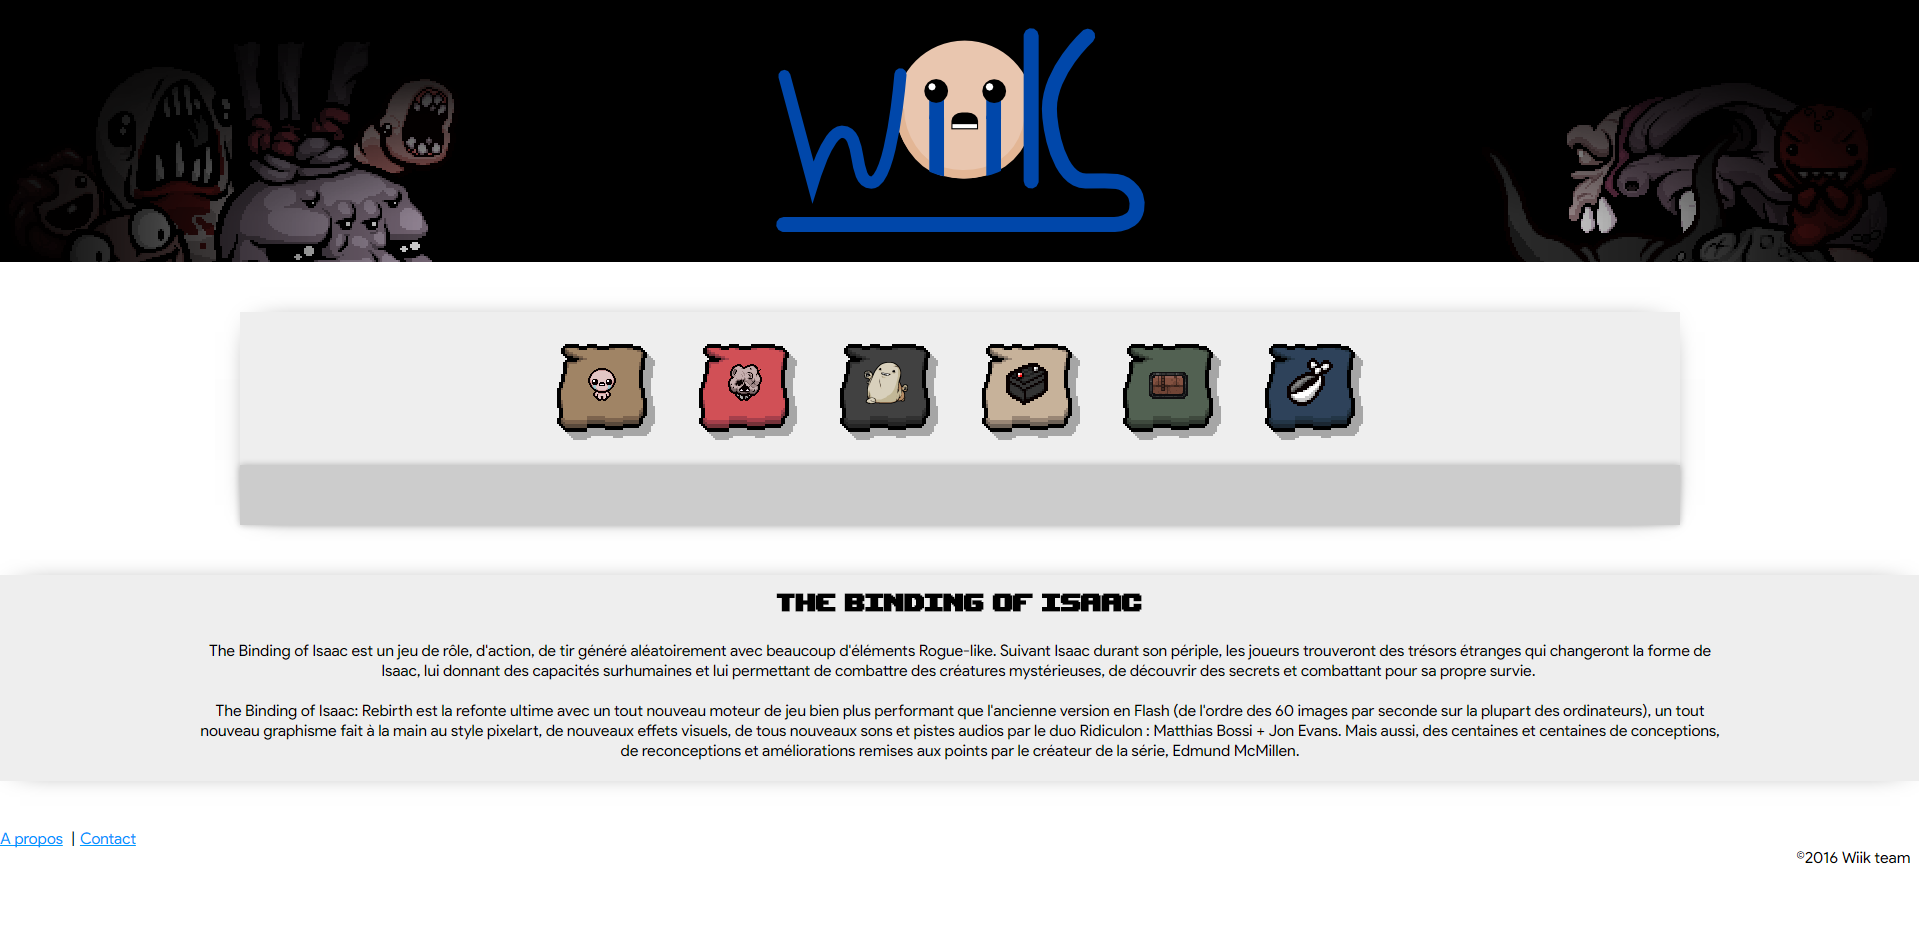 Wiik
THE BINDING OF ISAAC
The Binding of Isaac est un jeu de rôle, d'action, de tir généré aléatoirement avec beaucoup d'éléments Rogue-like. Suivant Isaac durant son périple, les joueurs trouveront des trésors étranges qui changeront la forme de
Isaac, lui donnant des capacités surhumaines et lui permettant de combattre des créatures mystérieuses, de découvrir des secrets et combattant pour sa propre survie.
The Binding of Isaac: Rebirth est la refonte ultime avec un tout nouveau moteur de jeu bien plus performant que l'ancienne version en Flash (de l'ordre des 60 images par seconde sur la plupart des ordinateurs), un tout
nouveau graphisme fait à la main au style pixelart, de nouveaux effets visuels, de tous nouveaux sons et pistes audios par le duo Ridiculon : Matthias Bossi + Jon Evans. Mais aussi, des centaines et centaines de conceptions,
de reconceptions et améliorations remises aux points par le créateur de la série, Edmund McMillen.
A propos | Contact
©2016 Wiik team